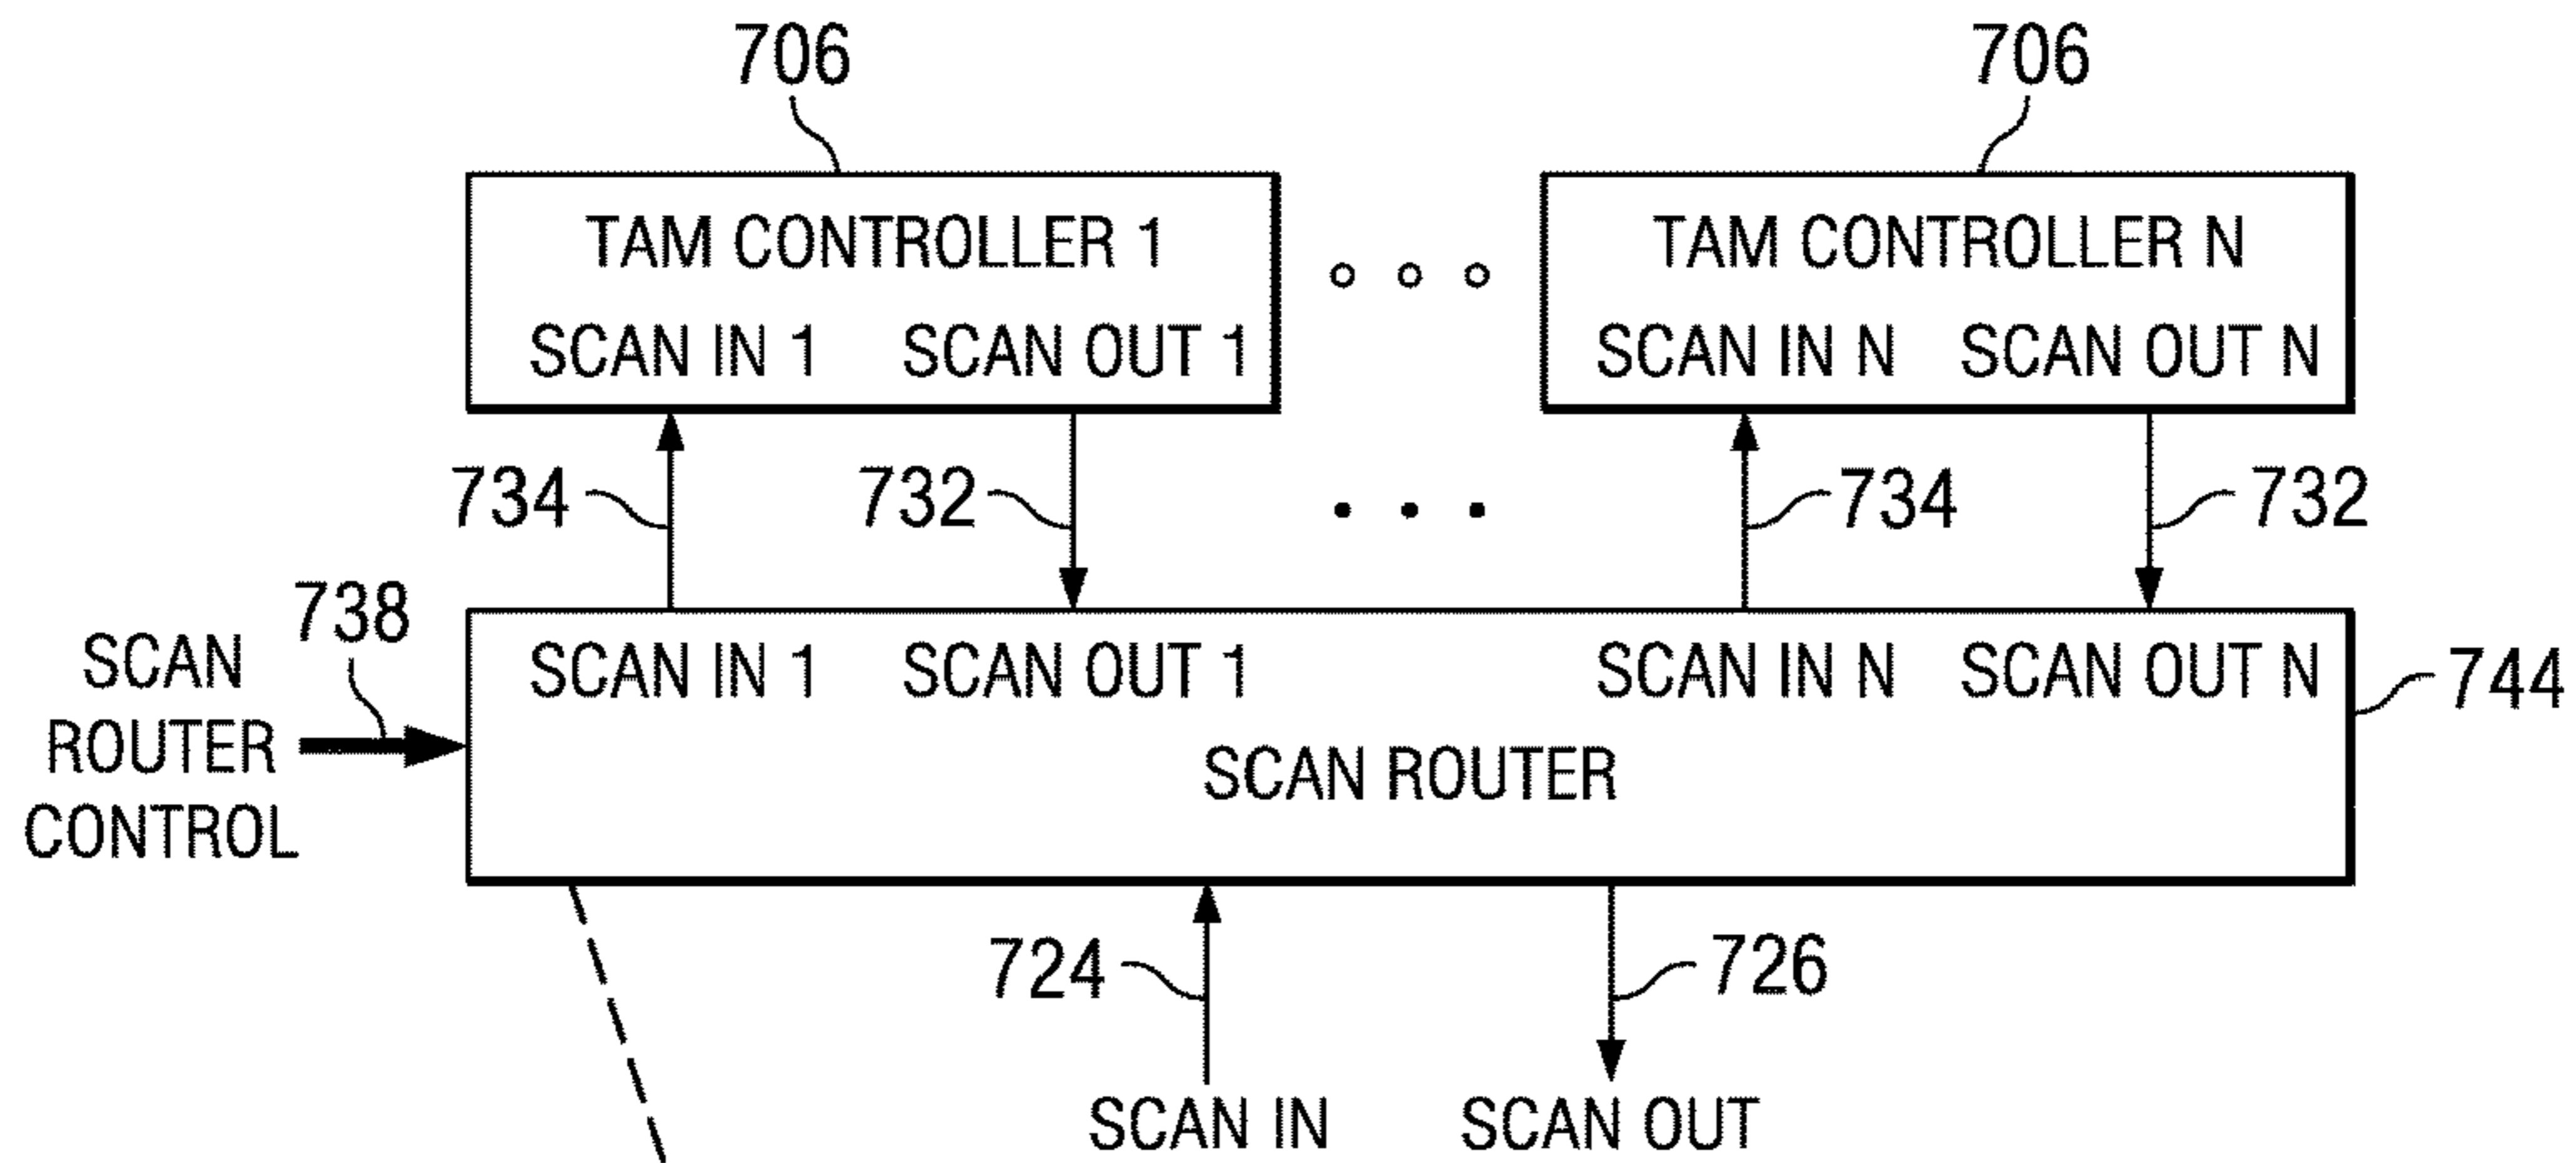 706 706
TAM CONTROLLER 1 TAM CONTROLLER N
SCAN IN 1 SCAN OUT 1 SCAN IN N SCAN OUT N
734 732 734 732
738
SCAN
ROUTER
CONTROL
SCAN IN 1 SCAN OUT 1 SCAN IN N SCAN OUT N
744
SCAN ROUTER
724 726
SCAN IN SCAN OUT